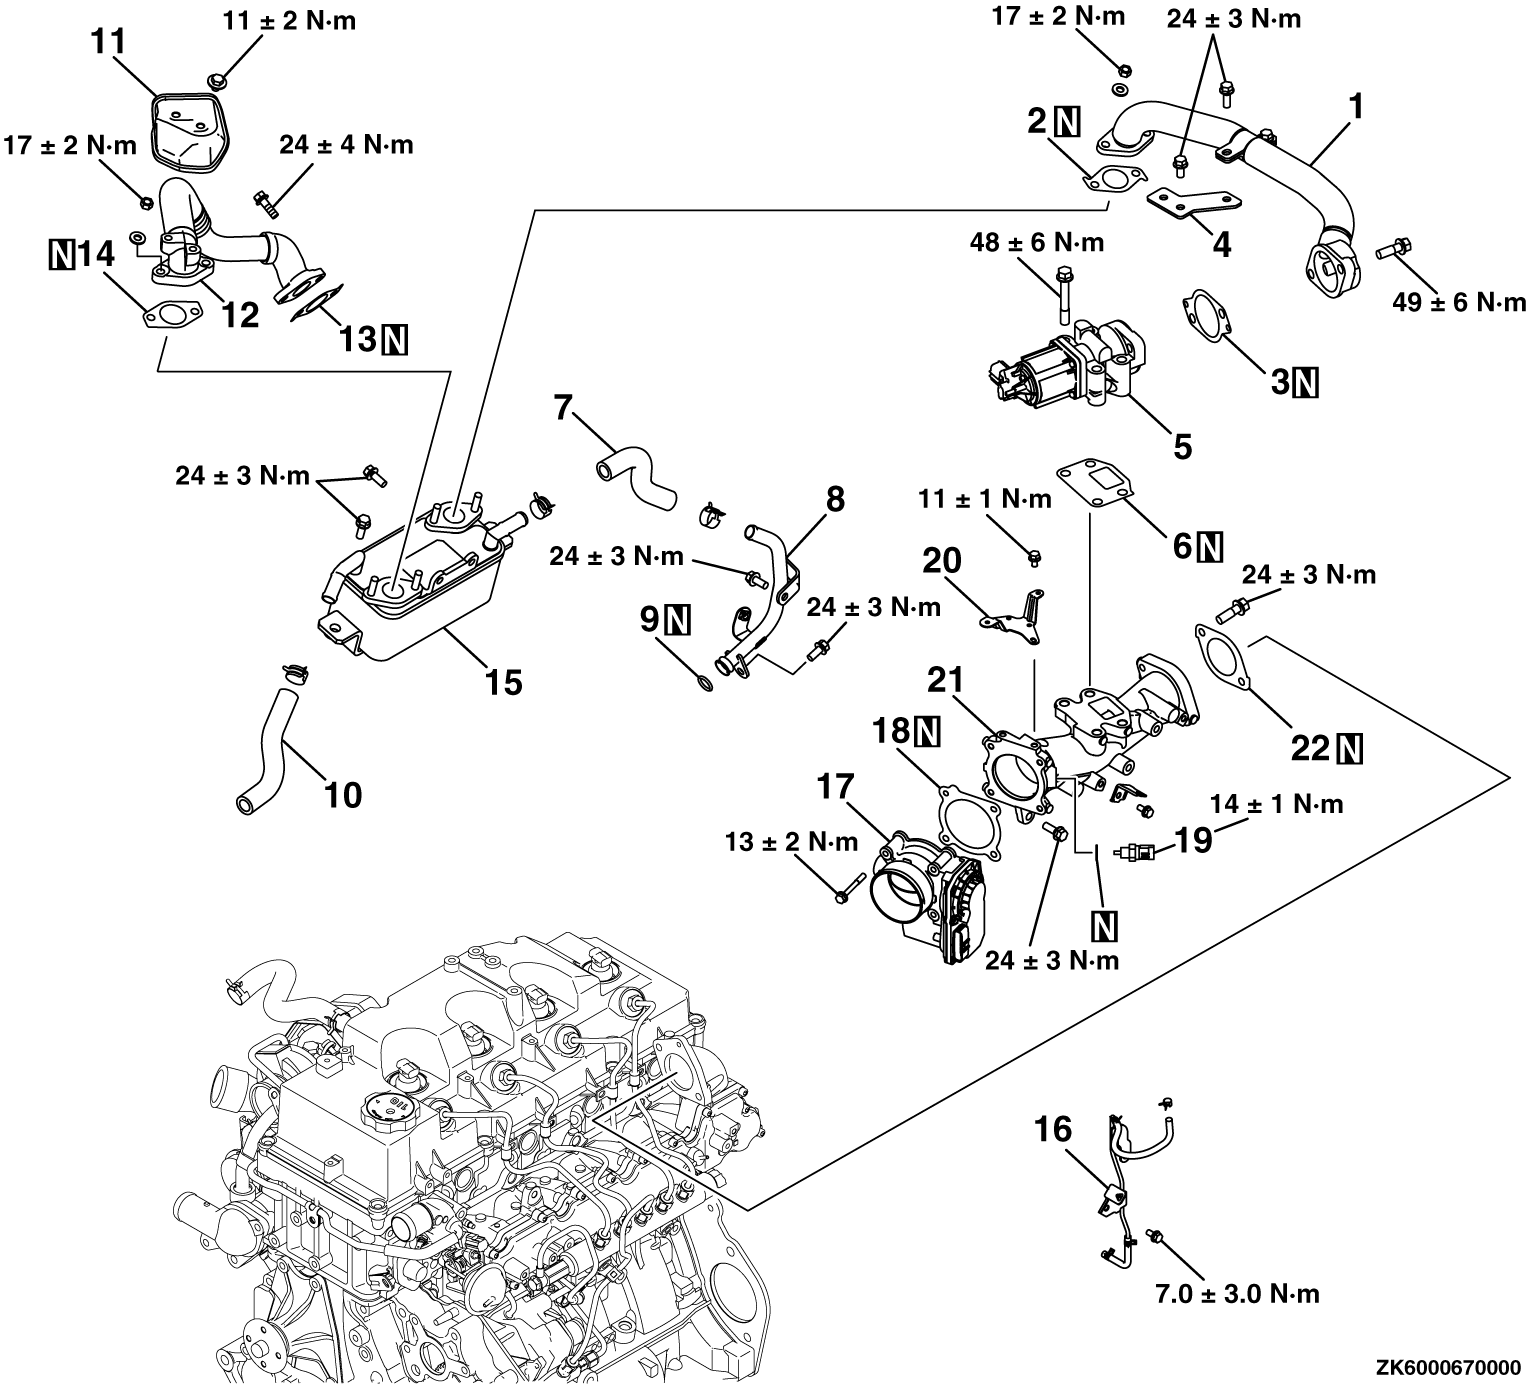 11 ± 2 N·m
11
17 ± 2 N·m
24 ± 3 N·m
1
2 N
17 ± 2 N·m
24 ± 4 N·m
N 14
12
13 N
4
48 ± 6 N·m
49 ± 6 N·m
3 N
5
7
24 ± 3 N·m
8
11 ± 1 N·m
6 N
24 ± 3 N·m
20
24 ± 3 N·m
9 N
24 ± 3 N·m
15
21
18 N
22 N
10
17
14 ± 1 N·m
13 ± 2 N·m
19
N
24 ± 3 N·m
16
7.0 ± 3.0 N·m
ZK6000670000